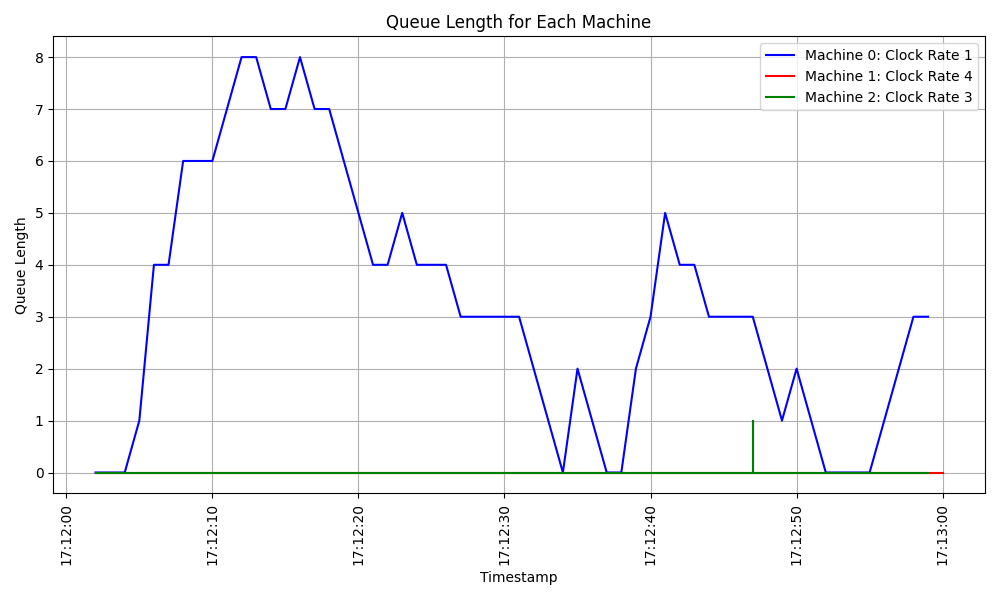 Queue Length for Each Machine
Machine 0: Clock Rate 1
Machine 1: Clock Rate 4
Machine 2: Clock Rate 3
Queue Length
8
7
6
5
4
3
2
1
0
17:12:00
17:12:10
17:12:20
17:12:30
17:12:40
17:12:50
17:13:00
Timestamp